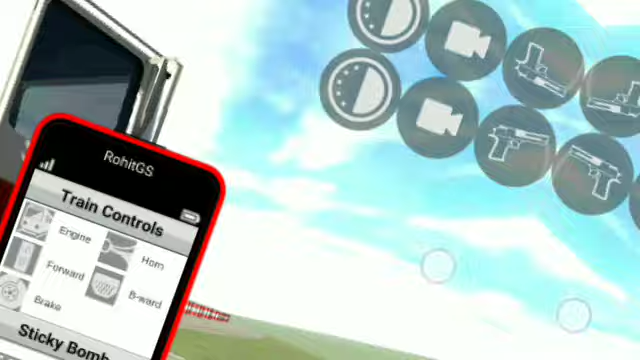 RohitGS
Train Controls
Engine
Horn
Forward
B-ward
Brake
Sticky Bomb